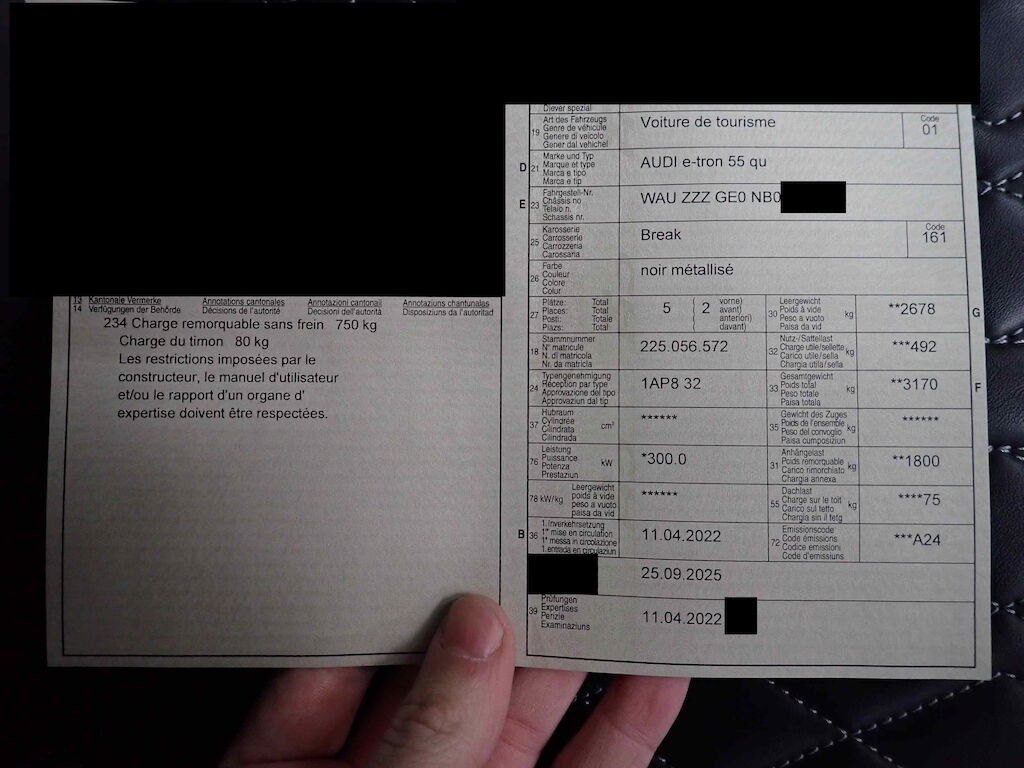 13 Kantonale Vermerke Annotations cantonales Annotazioni cantonali Annotaziuns chantunalas
14 Verfügungen der Behörde Décisions de l'autorité Decisioni dell'autorità Disposiziuns da l'autoritad
234 Charge remorquable sans frein 750 kg
Charge du timon 80 kg
Les restrictions imposées par le
constructeur, le manuel d'utilisateur
et/ou le rapport d'un organe d'
expertise doivent être respectées.
Diever spezial
19 Art des Fahrzeugs
Genre de véhicule
Genere di veicolo
Gener dal vehichel
Voiture de tourisme
Code
01
D 21 Marke und Typ
Marque et type
Marca e tipo
Marca e tip
AUDI e-tron 55 qu
E 23 Fahrgestell-Nr.
Châssis no
Telaio n.
Schassis nr.
WAU ZZZ GE0 NB0
25 Karosserie
Carrosserie
Carrozzeria
Carossaria
Break
Code
161
26 Farbe
Couleur
Colore
Colur
noir métallisé
27 Plätze: Total
Places: Total
Posti: Totale
Plazs: Total
5 ( 2 vorne)
avant)
anteriori)
davant)
30 Leergewicht
Poids à vide
Peso a vuoto
Paisa da vid
kg
**2678 G
18 Stammnummer
N° matricule
N. di matricola
Nr. da matricla
225.056.572
32 Nutz-/Sattellast
Charge utile/sellette
Carico utile/sella
Chargia utila/sella
kg
***492
24 Typengenehmigung
Réception par type
Approvazione del tipo
Approvaziun dal tip
1AP8 32
33 Gesamtgewicht
Poids total
Peso totale
Paisa totala
kg
**3170 F
37 Hubraum
Cylindrée
Cilindrata
Cilindrada
cm³
******
35 Gewicht des Zuges
Poids de l'ensemble
Peso del convoglio
Paisa cumposiziun
kg
******
76 Leistung
Puissance
Potenza
Prestaziun
kW
*300.0
31 Anhängelast
Poids remorquable
Carico rimorchiato
Chargia annexa
kg
**1800
78 kW/kg Leergewicht
poids à vide
peso a vuoto
paisa da vid
******
55 Dachlast
Charge sur le toit
Carico sul tetto
Chargia sin il tetg
kg
****75
B 36 1. Inverkehrsetzung
1re mise en circulation
1a messa in circolazione
1. entrada en circulaziun
11.04.2022
72 Emissionscode
Code émissions
Codice emissioni
Code d'emissiuns
***A24
25.09.2025
39 Prüfungen
Expertises
Perizie
Examinaziuns
11.04.2022